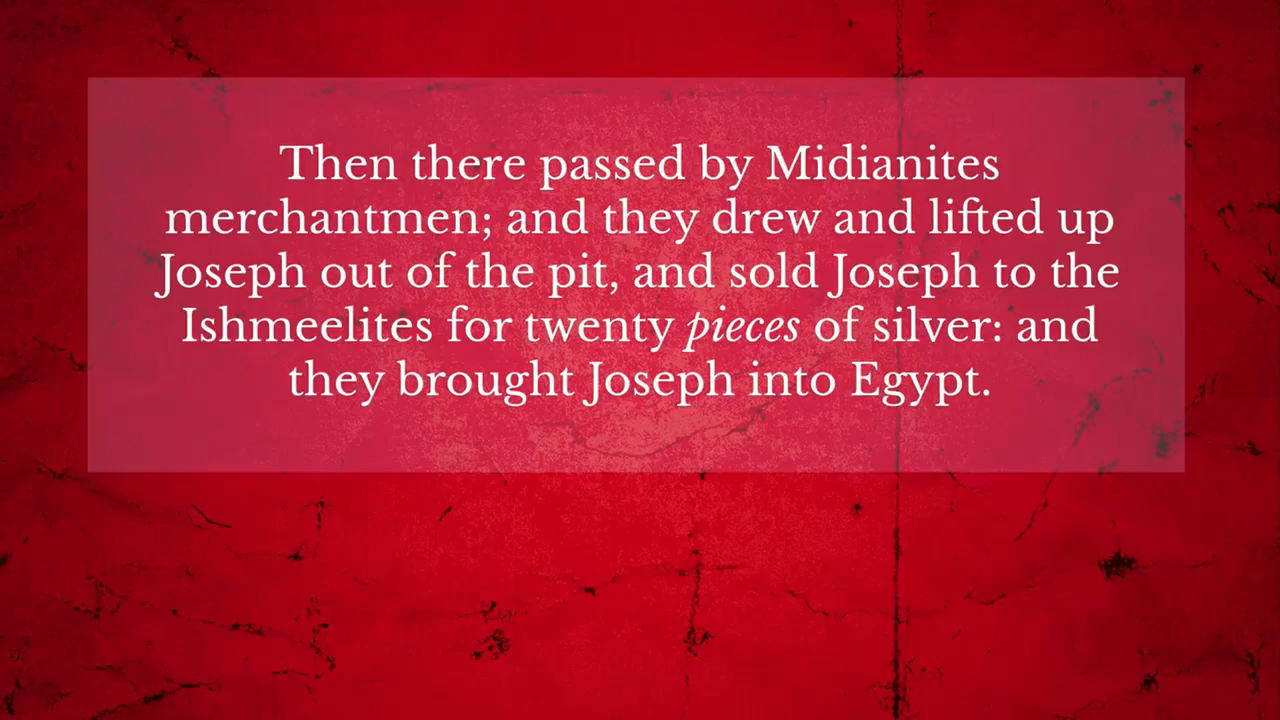 Then there passed by Midianites
merchantmen; and they drew and lifted up
Joseph out of the pit, and sold Joseph to the
Ishmeelites for twenty pieces of silver: and
they brought Joseph into Egypt.